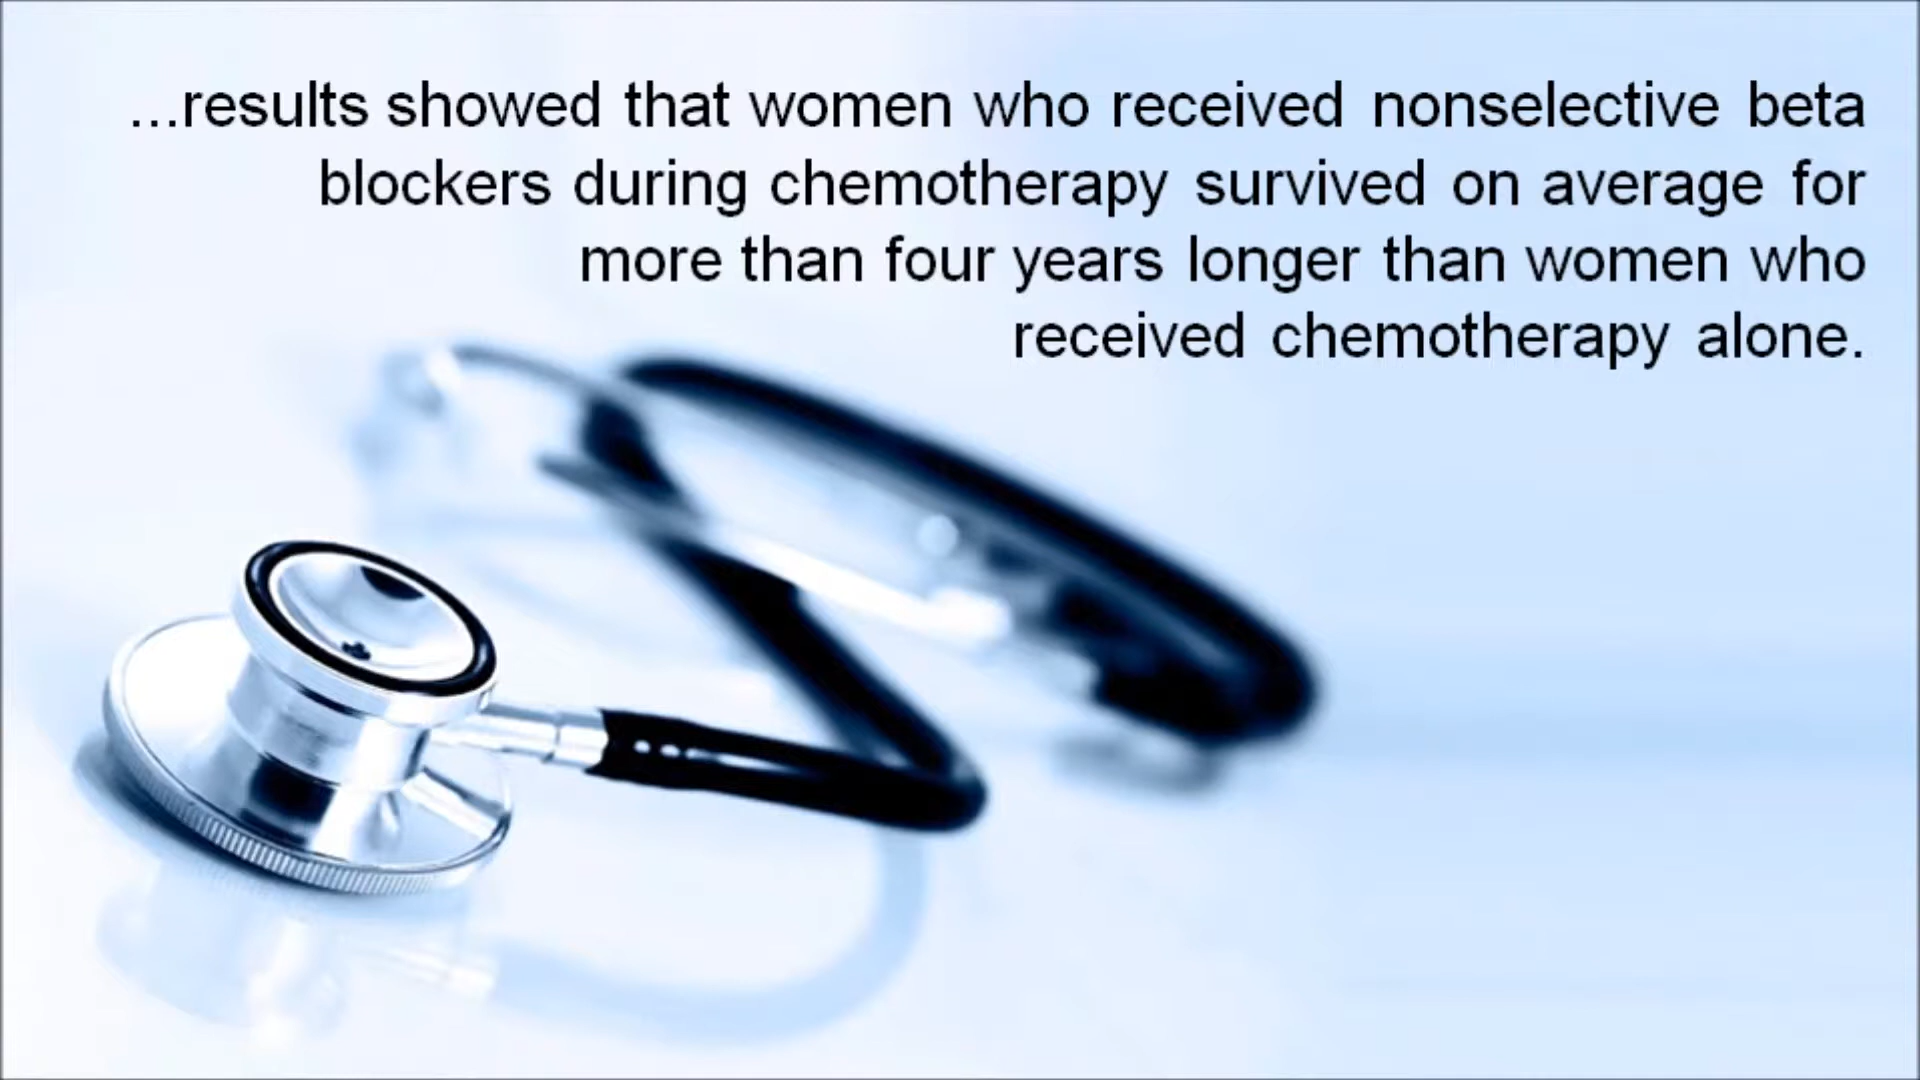 ...results showed that women who received nonselective beta
blockers during chemotherapy survived on average for
more than four years longer than women who
received chemotherapy alone.